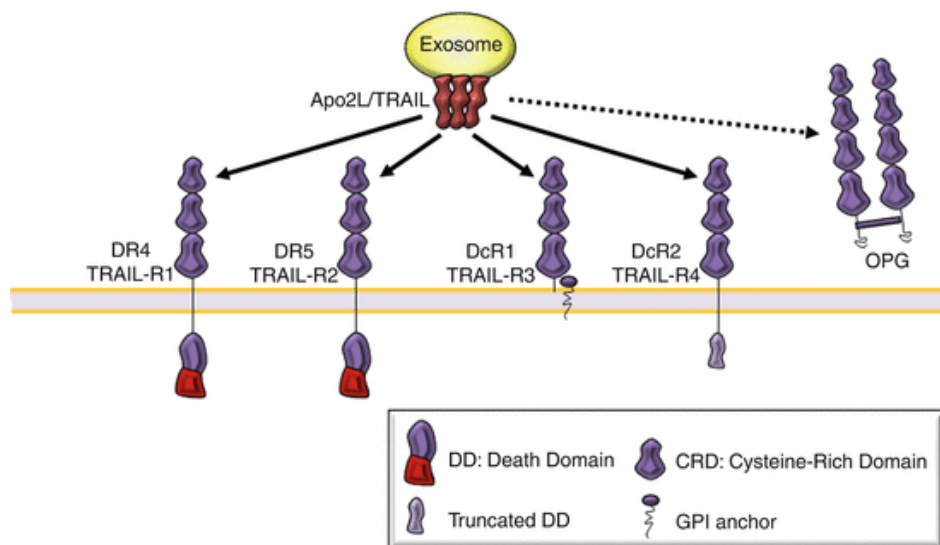 Exosome
Apo2L/TRAIL
DR4
TRAIL-R1
DR5
TRAIL-R2
DcR1
TRAIL-R3
DcR2
TRAIL-R4
OPG
DD: Death Domain
CRD: Cysteine-Rich Domain
Truncated DD
GPI anchor